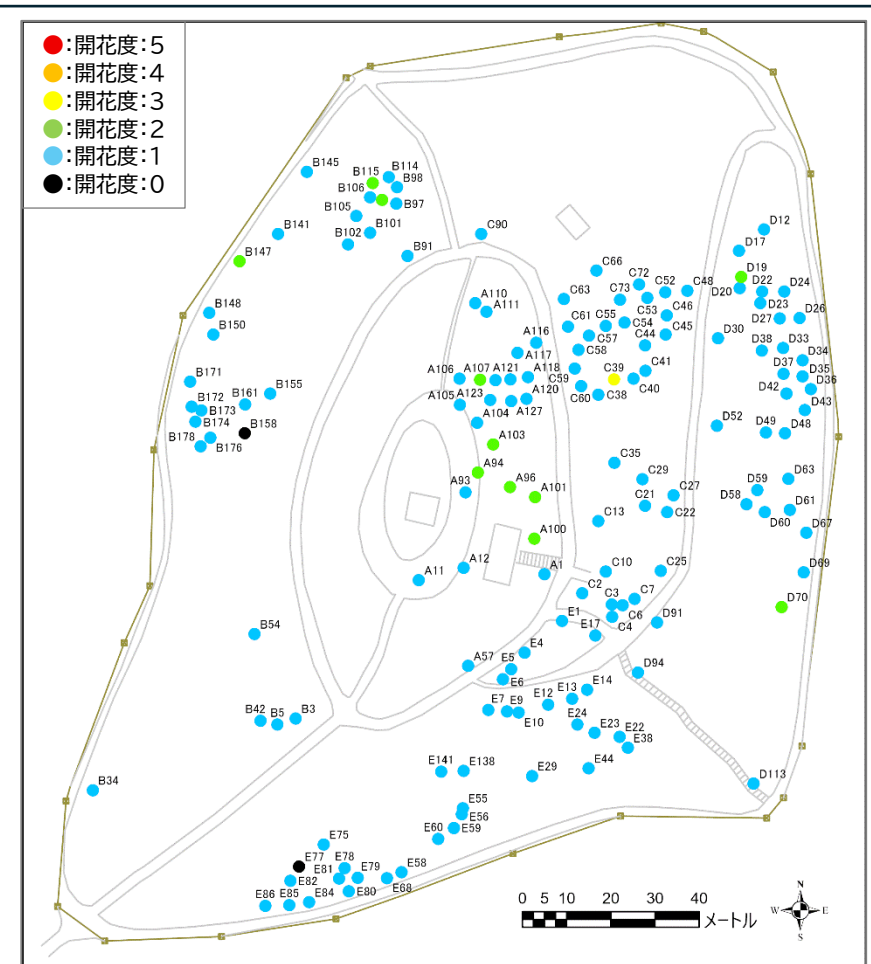 :開花度:5
:開花度:4
:開花度:3
:開花度:2
:開花度:1
:開花度:0
B145
B115
B114
B98
B106
B105
B97
B101
B102
B141
B91
B147
B148
B150
B171
B155
B172
B161
B173
B174
B158
B178
B176
B54
B42
B5
B3
B34
C90
A110
A111
A116
A117
A106
A107
A121
A118
A105
A123
A120
A104
A127
A103
A94
A96
A93
A101
A100
A12
A11
A1
A57
C66
C72
C63
C73
C52
C48
C53
C46
C61
C55
C54
C57
C44
C45
C58
C41
C59
C39
C40
C60
C38
C35
C29
C27
C21
C22
C13
C10
C25
C2
C3
C7
C6
C4
D12
D17
D19
D22
D24
D20
D23
D27
D26
D30
D38
D33
D34
D37
D35
D36
D42
D43
D52
D49
D48
D59
D63
D58
D61
D60
D67
D69
D70
D91
D94
D113
E1
E17
E4
E5
E6
E14
E13
E12
E7
E9
E10
E24
E23
E22
E38
E44
E141
E138
E29
E55
E56
E59
E60
E75
E77
E78
E58
E81
E79
E82
E68
E80
E86
E85
E84
0 5 10 20 30 40
メートル
N
W E
S